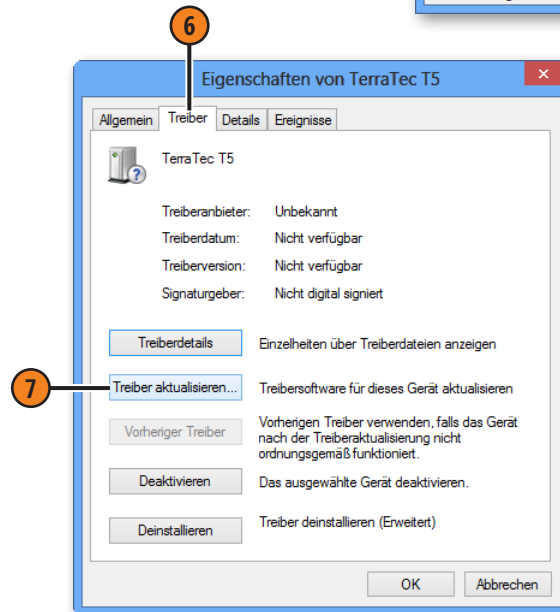 6
Eigenschaften von TerraTec T5
Allgemein Treiber Details Ereignisse
TerraTec T5
Treiberanbieter: Unbekannt
Treiberdatum: Nicht verfügbar
Treiberversion: Nicht verfügbar
Signaturgeber: Nicht digital signiert
Treiberdetails Einzelheiten über Treiberdateien anzeigen
7 Treiber aktualisieren... Treibersoftware für dieses Gerät aktualisieren
Vorheriger Treiber Vorherigen Treiber verwenden, falls das Gerät
nach der Treiberaktualisierung nicht
ordnungsgemäß funktioniert.
Deaktivieren Das ausgewählte Gerät deaktivieren.
Deinstallieren Treiber deinstallieren (Erweitert)
OK Abbrechen